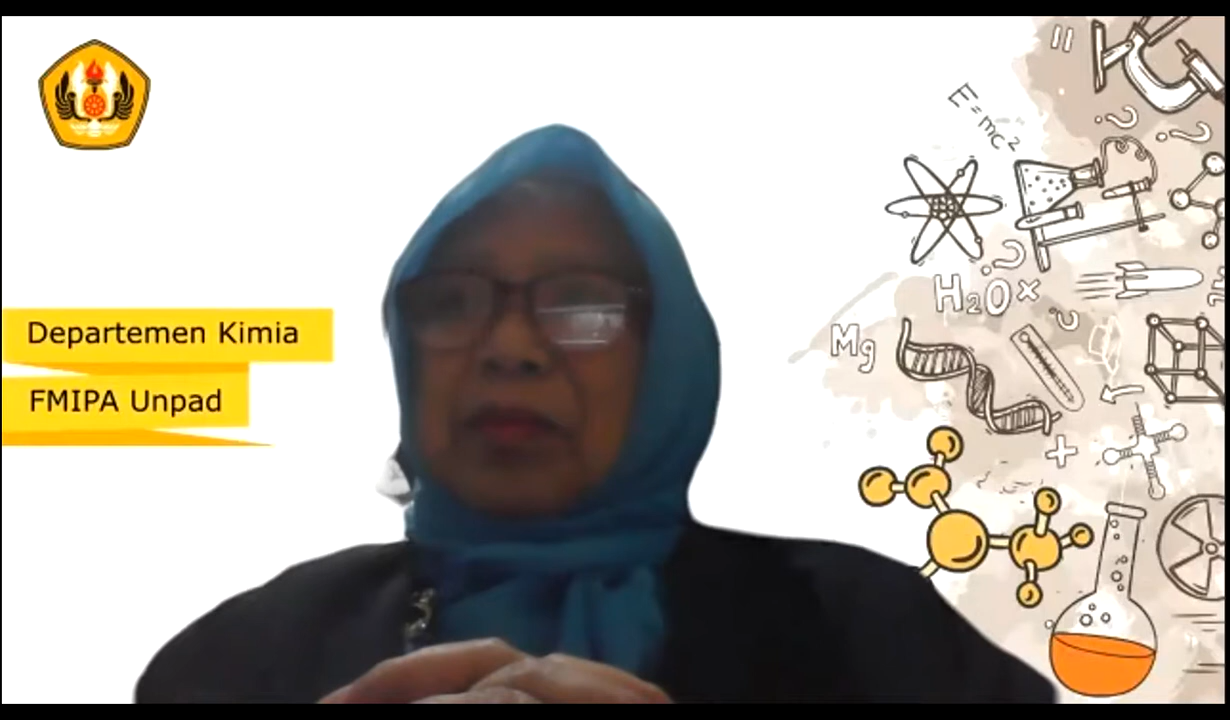 Departemen Kimia
FMIPA Unpad
E=mc²
H₂O
Mg